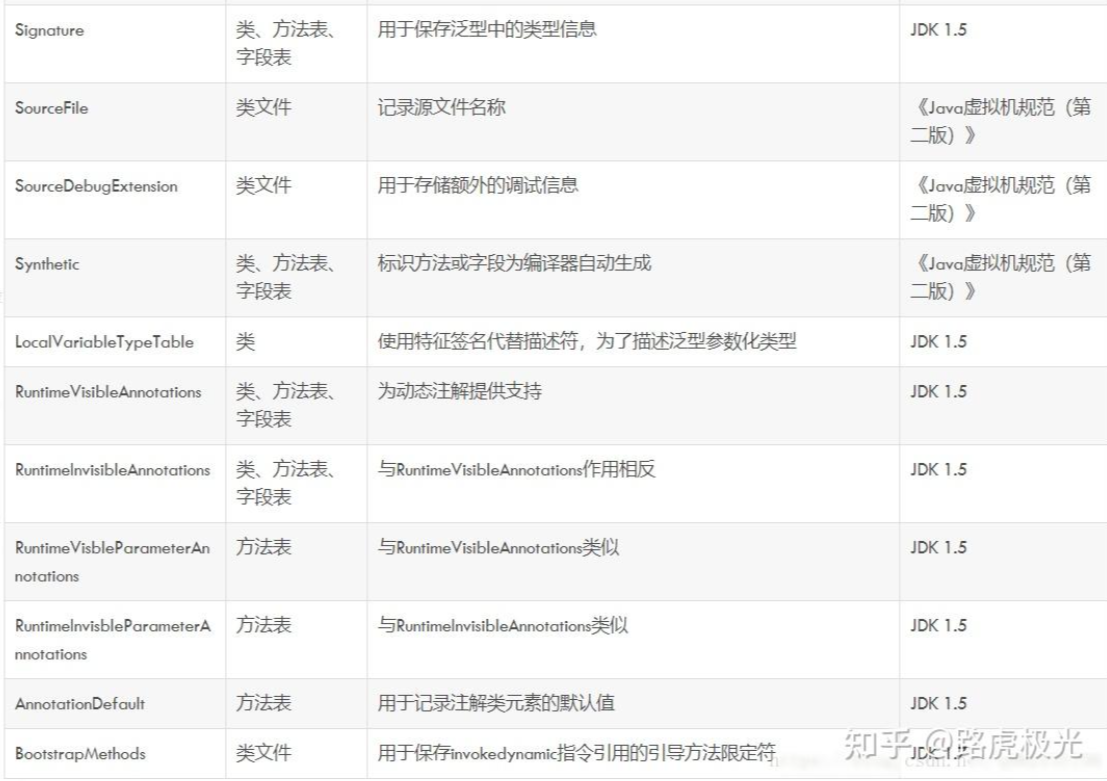 Signature
类、方法表、
字段表
用于保存泛型中的类型信息
JDK 1.5
SourceFile
类文件
记录源文件名称
《Java虚拟机规范（第
二版）》
SourceDebugExtension
类文件
用于存储额外的调试信息
《Java虚拟机规范（第
二版）》
Synthetic
类、方法表、
字段表
标识方法或字段为编译器自动生成
《Java虚拟机规范（第
二版）》
LocalVariableTypeTable
类
使用特征签名代替描述符，为了描述泛型参数化类型
JDK 1.5
RuntimeVisibleAnnotations
类、方法表、
字段表
为动态注解提供支持
JDK 1.5
RuntimeInvisibleAnnotations
类、方法表、
字段表
与RuntimeVisibleAnnotations作用相反
JDK 1.5
RuntimeVisbleParameterAn
notations
方法表
与RuntimeVisibleAnnotations类似
JDK 1.5
RuntimeInvisbleParameterA
nnotations
方法表
与RuntimeInvisibleAnnotations类似
JDK 1.5
AnnotationDefault
方法表
用于记录注解类元素的默认值
JDK 1.5
BootstrapMethods
类文件
用于保存invokedynamic指令引用的引导方法限定符
知乎 @路虎极光